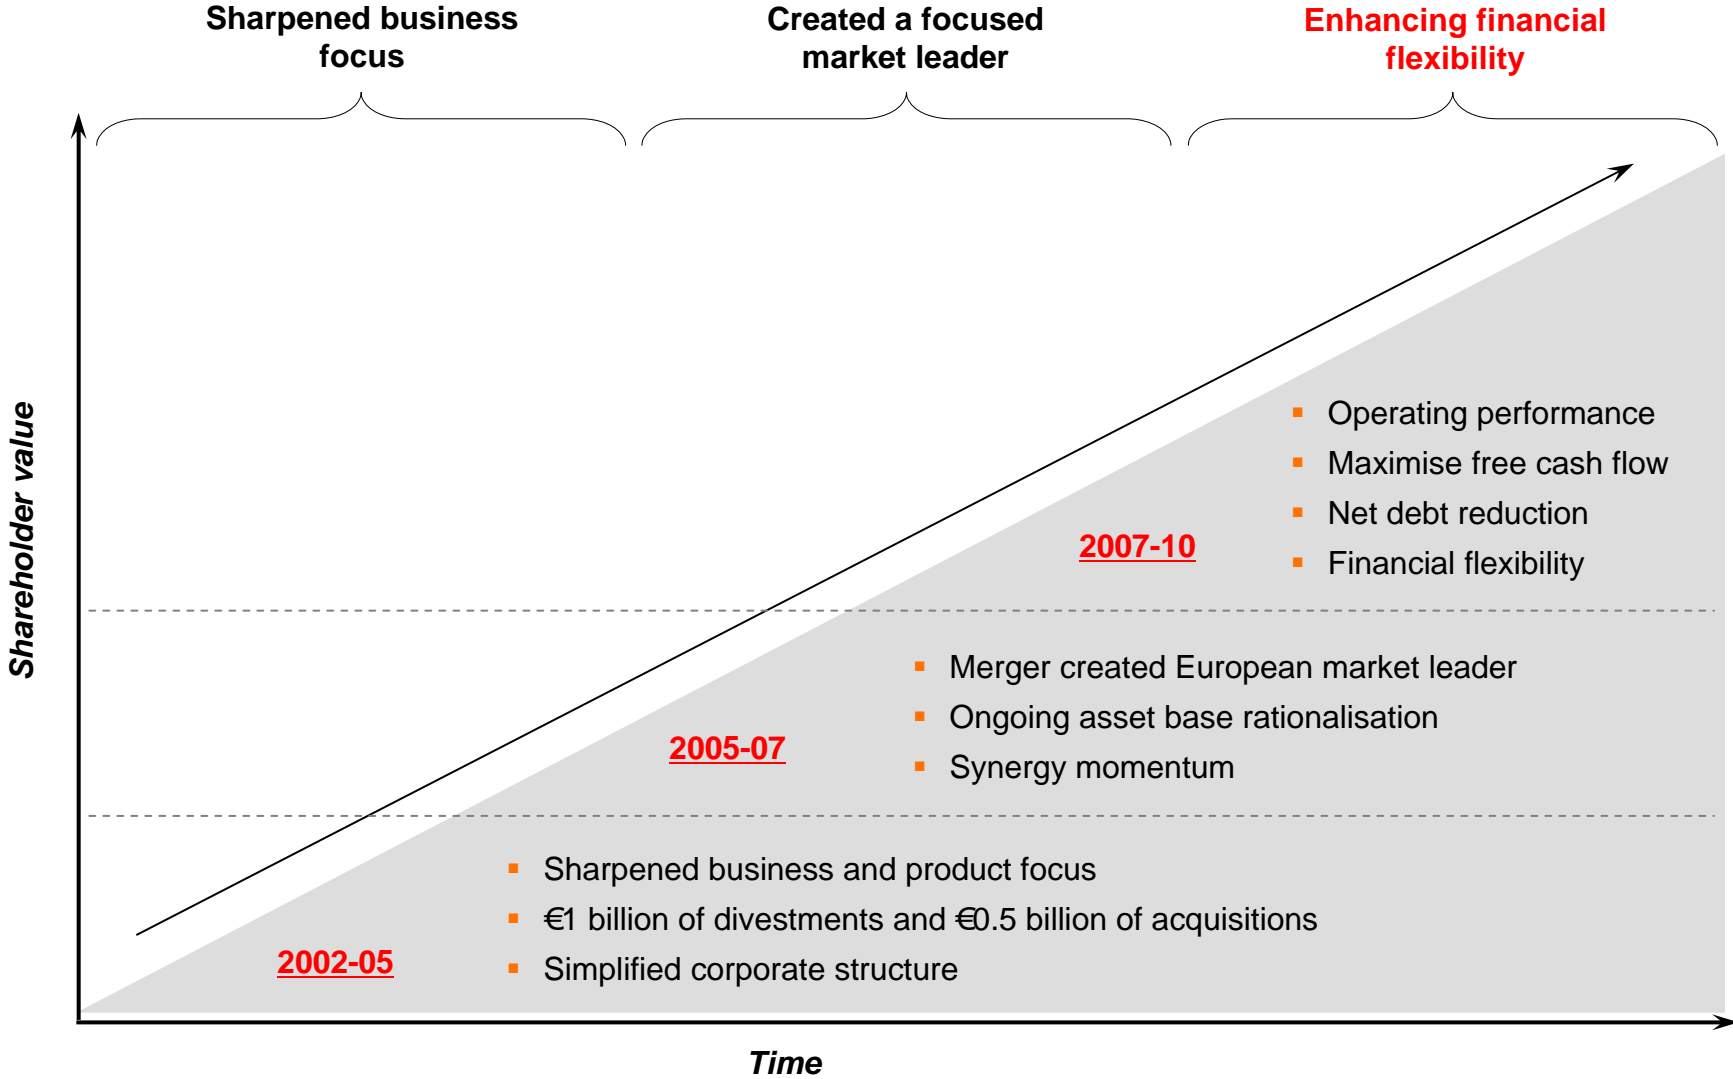 Sharpened business
focus
Created a focused
market leader
Enhancing financial
flexibility
Shareholder value
Operating performance
Maximise free cash flow
Net debt reduction
Financial flexibility
2007-10
Merger created European market leader
Ongoing asset base rationalisation
Synergy momentum
2005-07
Sharpened business and product focus
€1 billion of divestments and €0.5 billion of acquisitions
Simplified corporate structure
2002-05
Time